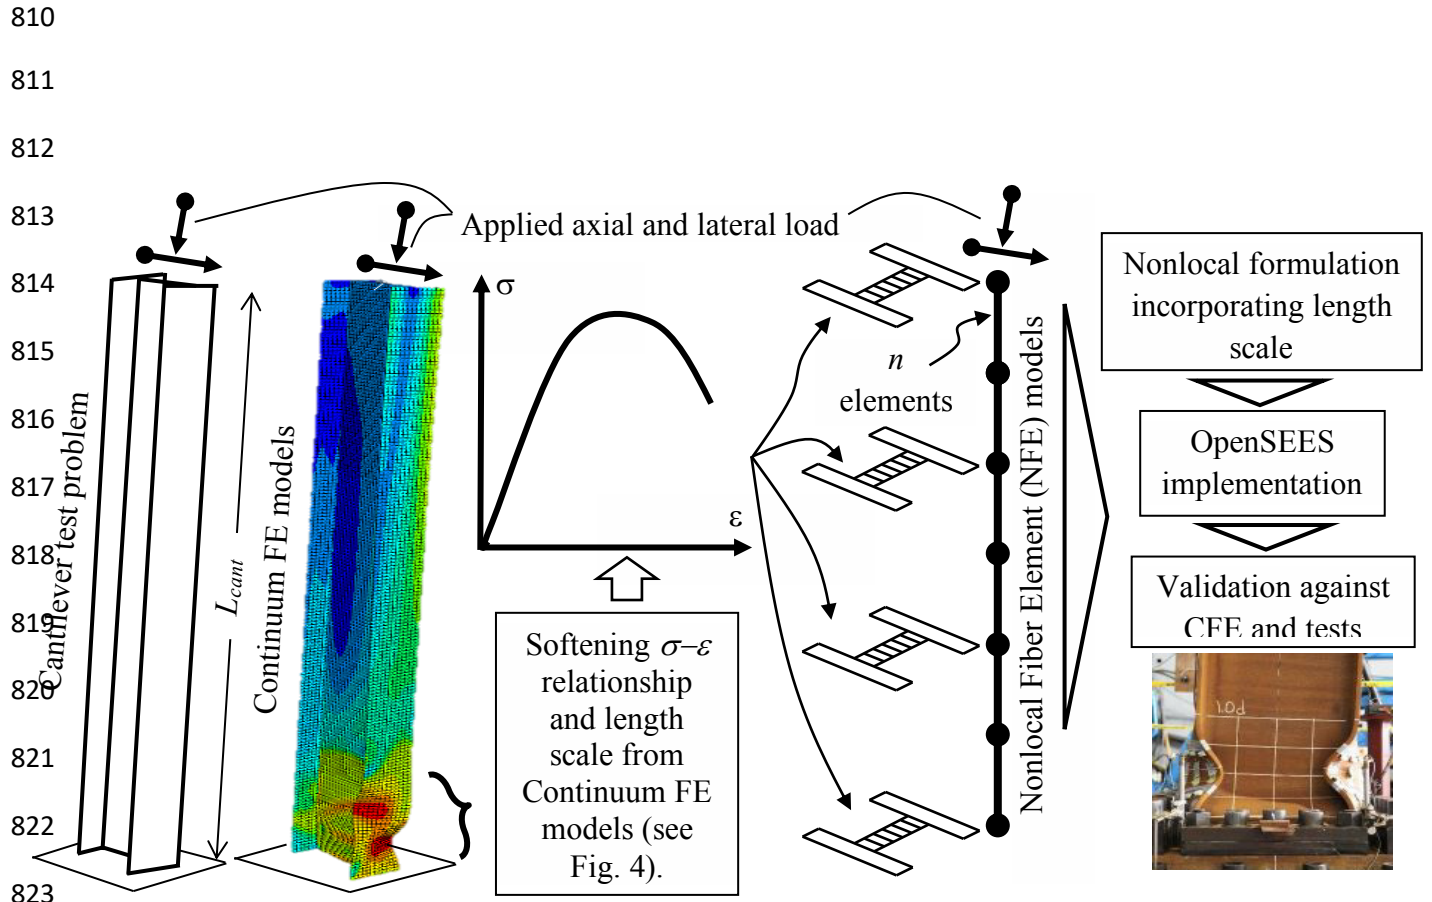 810
811
812
813
814
815
816
817
818
819
820
821
822
823
Cantilever test problem
L_cant
Continuum FE models
Applied axial and lateral load
σ
ε
Softening σ–ε
relationship
and length
scale from
Continuum FE
models (see
Fig. 4).
n
elements
Nonlocal Fiber Element (NFE) models
Nonlocal formulation
incorporating length
scale
OpenSEES
implementation
Validation against
CFE and tests